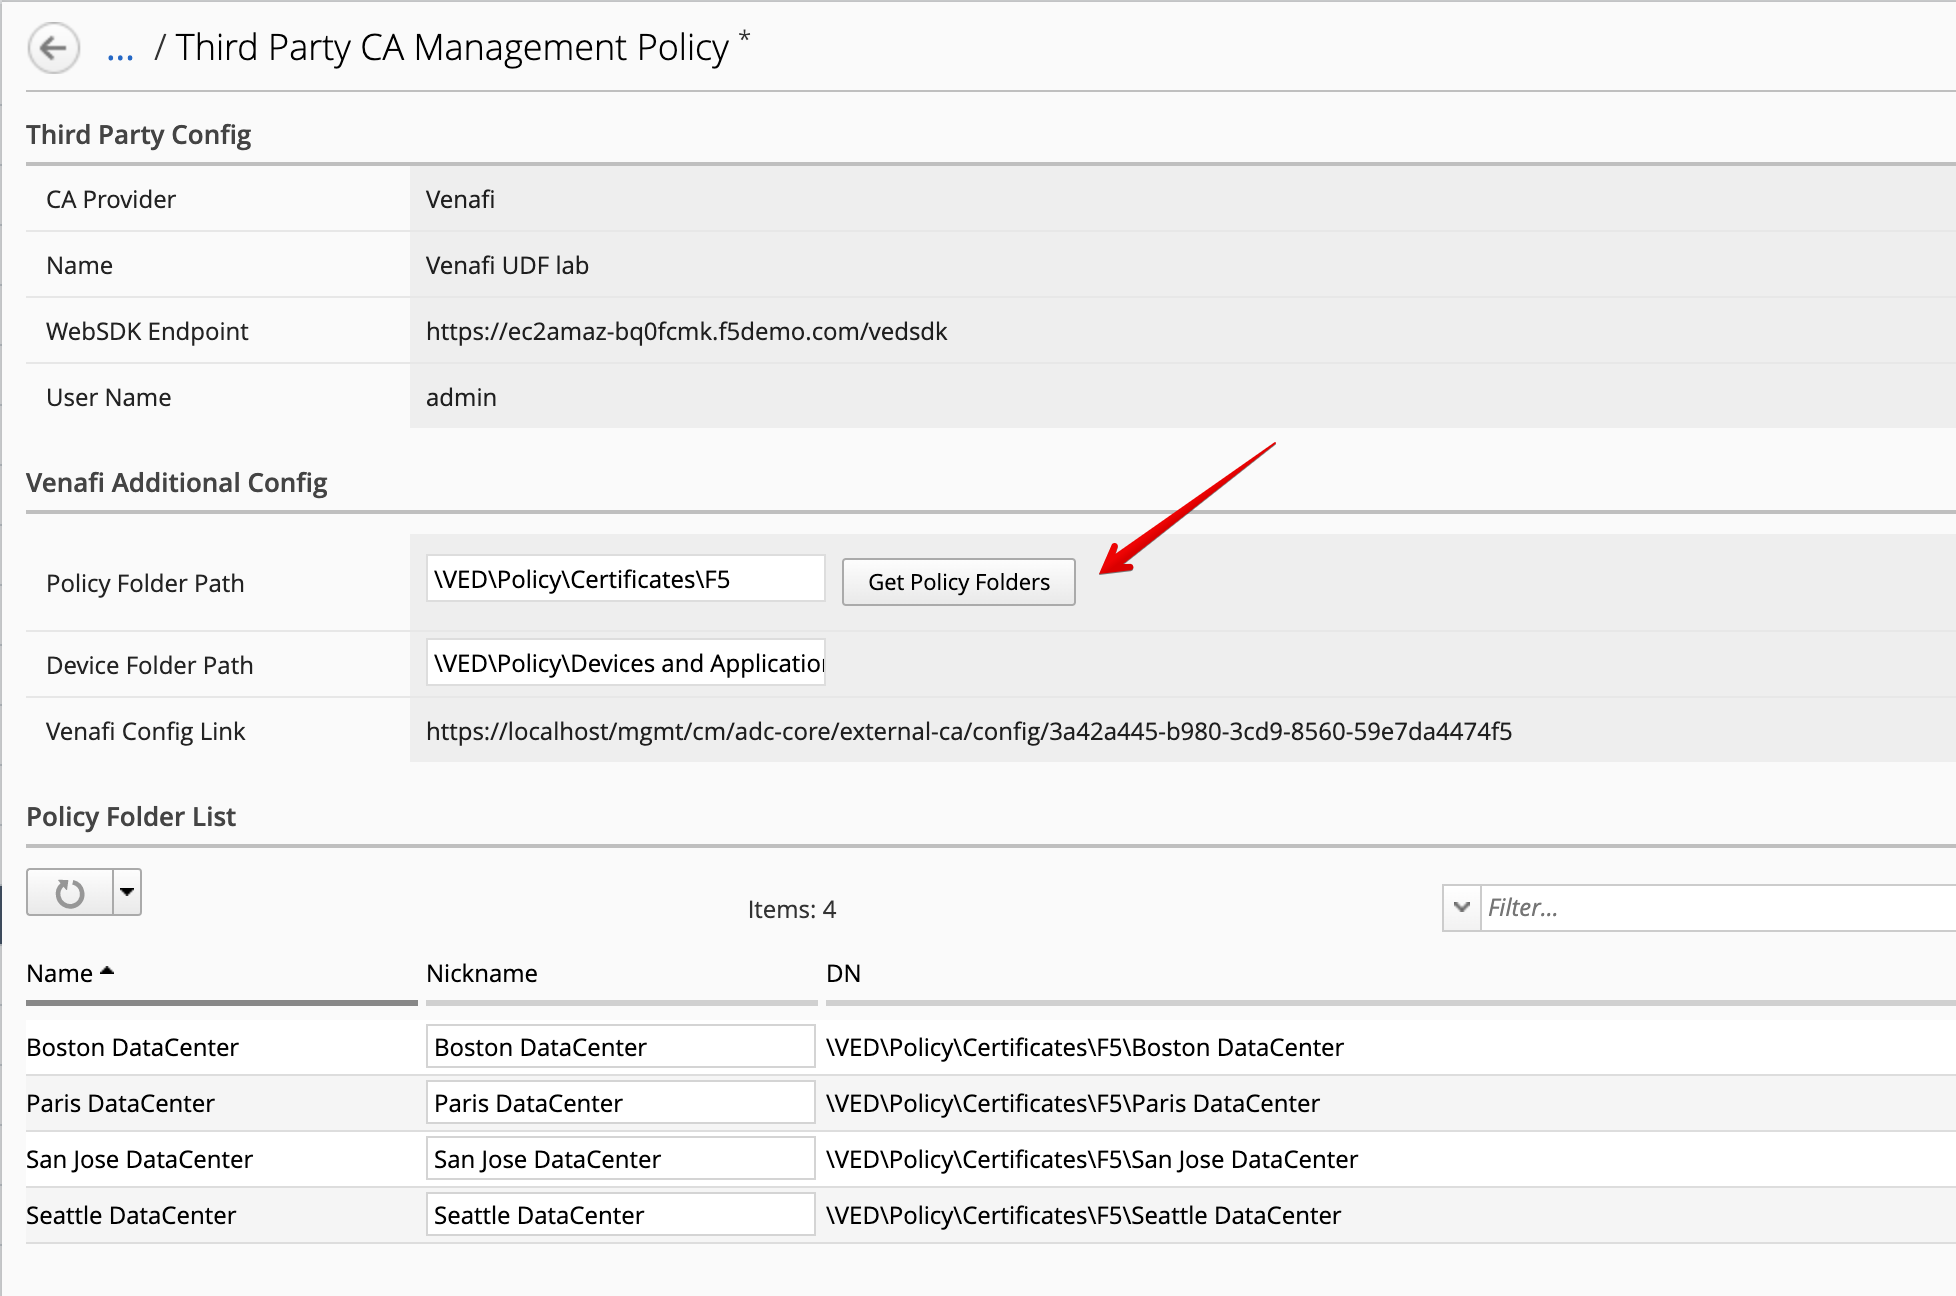 ... / Third Party CA Management Policy *
Third Party Config
CA Provider Venafi
Name Venafi UDF lab
WebSDK Endpoint https://ec2amaz-bq0fcmk.f5demo.com/vedsdk
User Name admin
Venafi Additional Config
Policy Folder Path \VED\Policy\Certificates\F5 Get Policy Folders
Device Folder Path \VED\Policy\Devices and Application
Venafi Config Link https://localhost/mgmt/cm/adc-core/external-ca/config/3a42a445-b980-3cd9-8560-59e7da4474f5
Policy Folder List
Items: 4 Filter...
Name Nickname DN
Boston DataCenter Boston DataCenter \VED\Policy\Certificates\F5\Boston DataCenter
Paris DataCenter Paris DataCenter \VED\Policy\Certificates\F5\Paris DataCenter
San Jose DataCenter San Jose DataCenter \VED\Policy\Certificates\F5\San Jose DataCenter
Seattle DataCenter Seattle DataCenter \VED\Policy\Certificates\F5\Seattle DataCenter